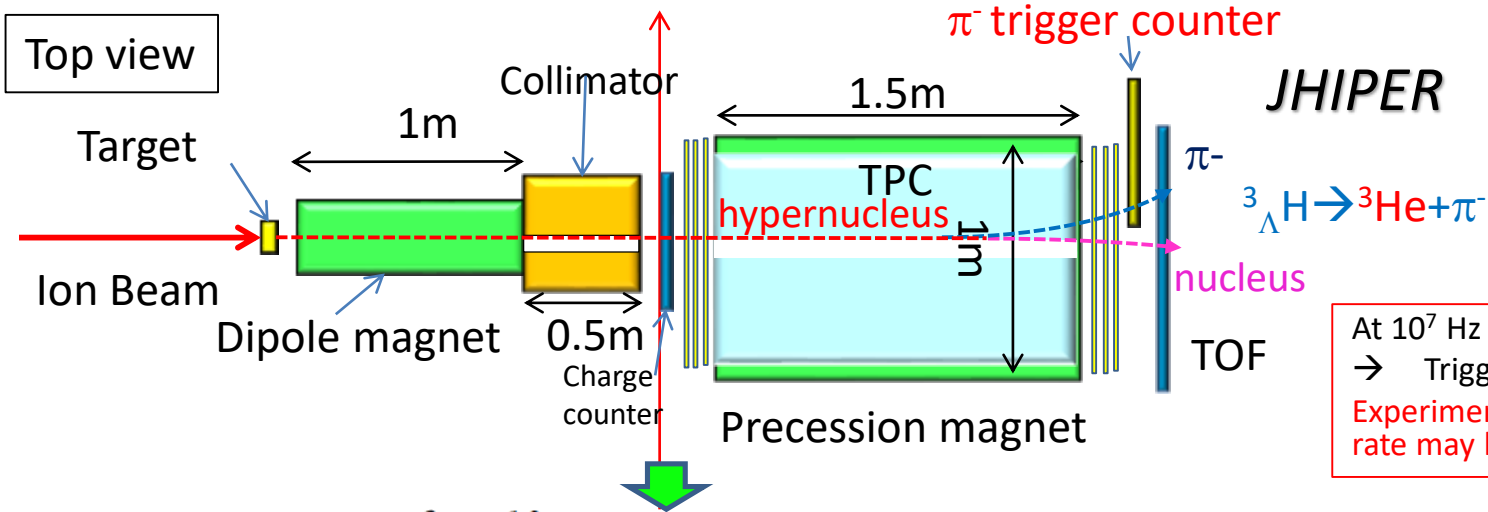 π- trigger counter
Top view
Collimator
JHIPER
1m
1.5m
Target
π-
TPC
³ΛH→³He+π-
hypernucleus
1m
Ion Beam
nucleus
Dipole magnet
0.5m
TOF
At 10⁷ Hz
→ Trigg
Charge
counter
Experimen
rate may
Precession magnet